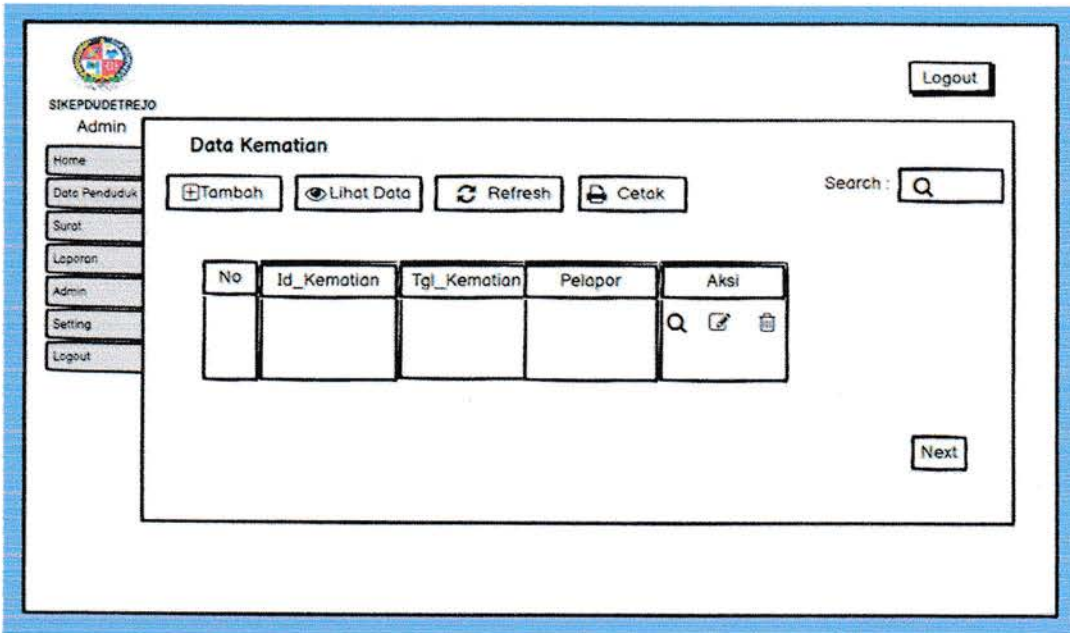 SIKEPDUDETREJO
Admin
Logout
Home
Data Penduduk
Surat
Laporan
Admin
Setting
Logout
Data Kematian
Tambah
Lihat Data
Refresh
Cetak
Search :
No
Id_Kematian
Tgl_Kematian
Pelapor
Aksi
Next